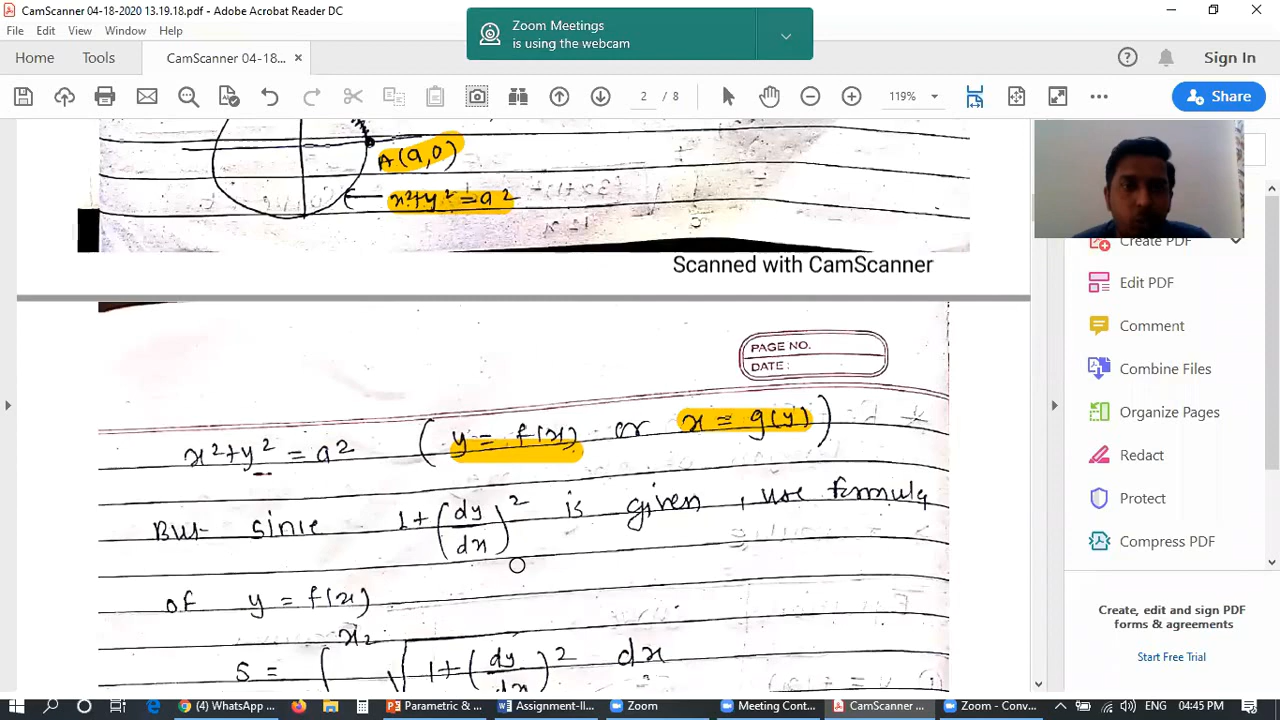 CamScanner 04-18-2020 13.19.18.pdf - Adobe Acrobat Reader DC
File Edit View Window Help
Zoom Meetings
is using the webcam
Home Tools CamScanner 04-18... × Sign In
2 / 8 119% Share
A(a,0)
x²+y²=a²
Scanned with CamScanner
Create PDF
Edit PDF
Comment
Combine Files
Organize Pages
Redact
Protect
Compress PDF
Create, edit and sign PDF
forms & agreements
Start Free Trial
PAGE NO.
DATE:
x²+y² = a² ( y = f(x) or x = g(y) )
But since 1+(dy/dx)² is given, use formula
of y = f(x)
S = ∫ x₂ √ 1+(dy/dx)² dx
(1) WhatsApp ... Parametric & ... Assignment-II... Zoom Meeting Cont... CamScanner ... Zoom - Conv... ENG 04:45 PM